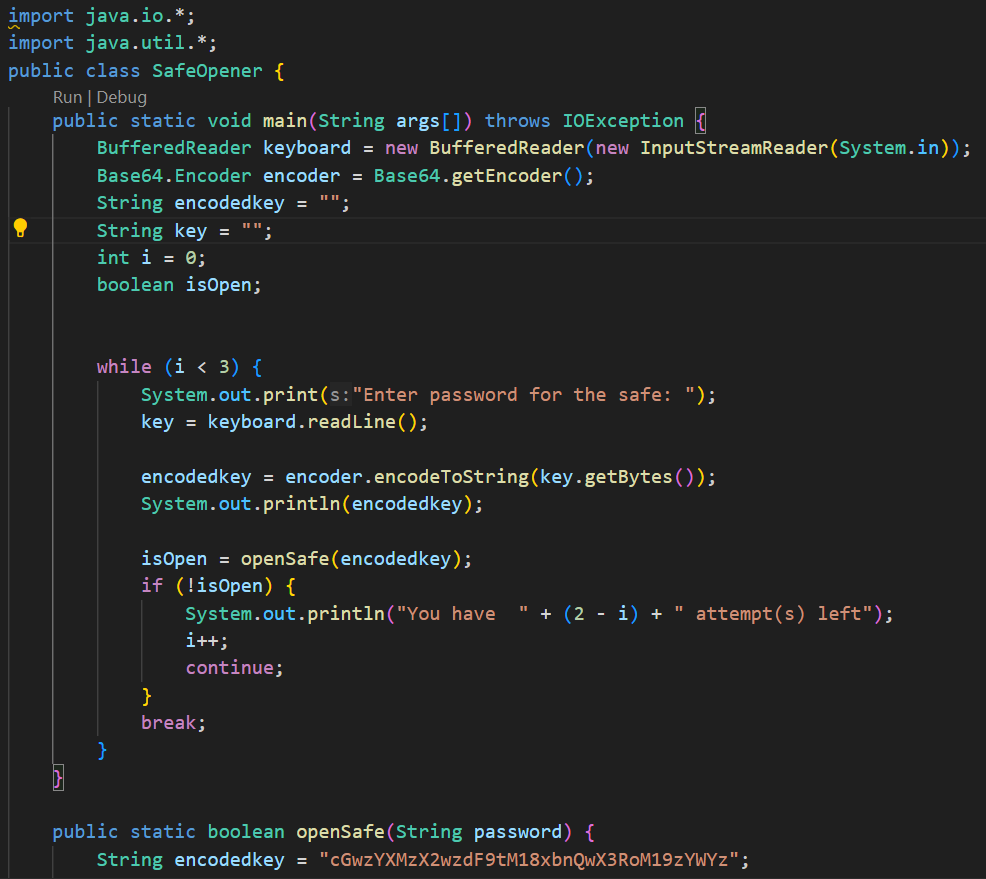 import java.io.*;
import java.util.*;
public class SafeOpener {
Run | Debug
public static void main(String args[]) throws IOException {
BufferedReader keyboard = new BufferedReader(new InputStreamReader(System.in));
Base64.Encoder encoder = Base64.getEncoder();
String encodedkey = "";
String key = "";
int i = 0;
boolean isOpen;
while (i < 3) {
System.out.print(s:"Enter password for the safe: ");
key = keyboard.readLine();
encodedkey = encoder.encodeToString(key.getBytes());
System.out.println(encodedkey);
isOpen = openSafe(encodedkey);
if (!isOpen) {
System.out.println("You have  " + (2 - i) + " attempt(s) left");
i++;
continue;
}
break;
}
}
public static boolean openSafe(String password) {
String encodedkey = "cGwzYXMzX2wzdF9tM18xbnQwX3RoM19zYWYz";